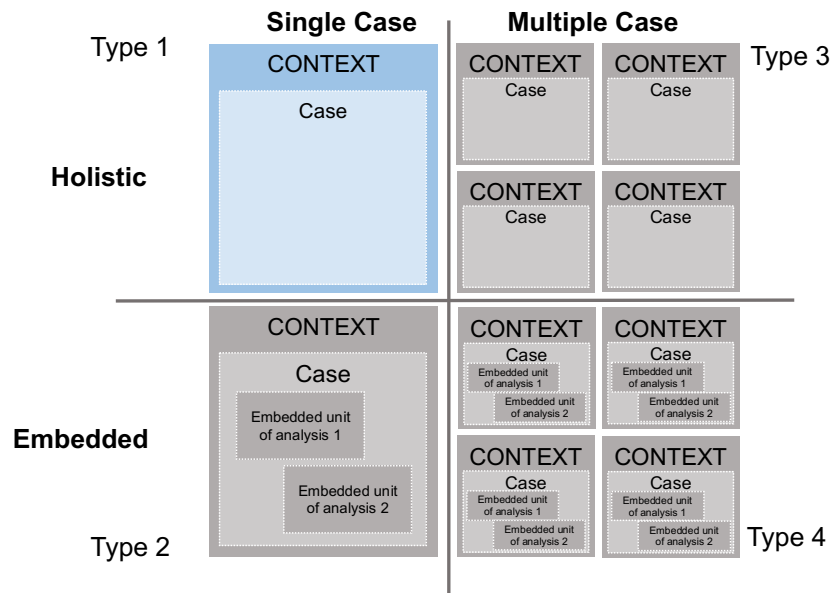 Single Case
Multiple Case
Type 1
CONTEXT
Case
Holistic
CONTEXT
Case
CONTEXT
Case
Type 3
CONTEXT
Case
CONTEXT
Case
CONTEXT
Case
Embedded unit
of analysis 1
Embedded unit
of analysis 2
Embedded
Type 2
CONTEXT
Case
Embedded unit
of analysis 1
Embedded unit
of analysis 2
CONTEXT
Case
Embedded unit
of analysis 1
Embedded unit
of analysis 2
CONTEXT
Case
Embedded unit
of analysis 1
Embedded unit
of analysis 2
CONTEXT
Case
Embedded unit
of analysis 1
Embedded unit
of analysis 2
Type 4